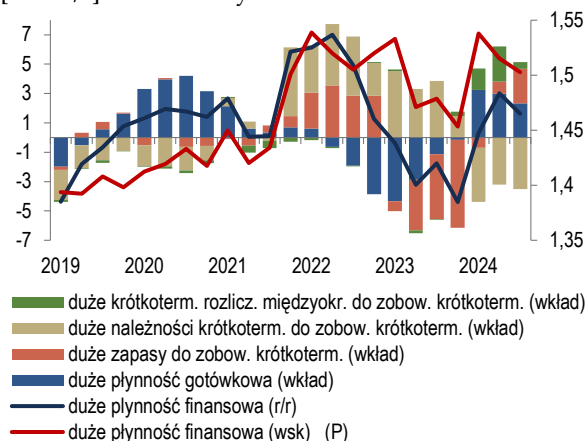 7
5
3
1
-1
-3
-5
-7
1,55
1,5
1,45
1,4
1,35
2019 2020 2021 2022 2023 2024
duże krótkoterm. rozlicz. międzyokr. do zobow. krótkoterm. (wkład)
duże należności krótkoterm. do zobow. krótkoterm. (wkład)
duże zapasy do zobow. krótkoterm. (wkład)
duże płynność gotówkowa (wkład)
duże płynność finansowa (r/r)
duże płynność finansowa (wsk) (P)